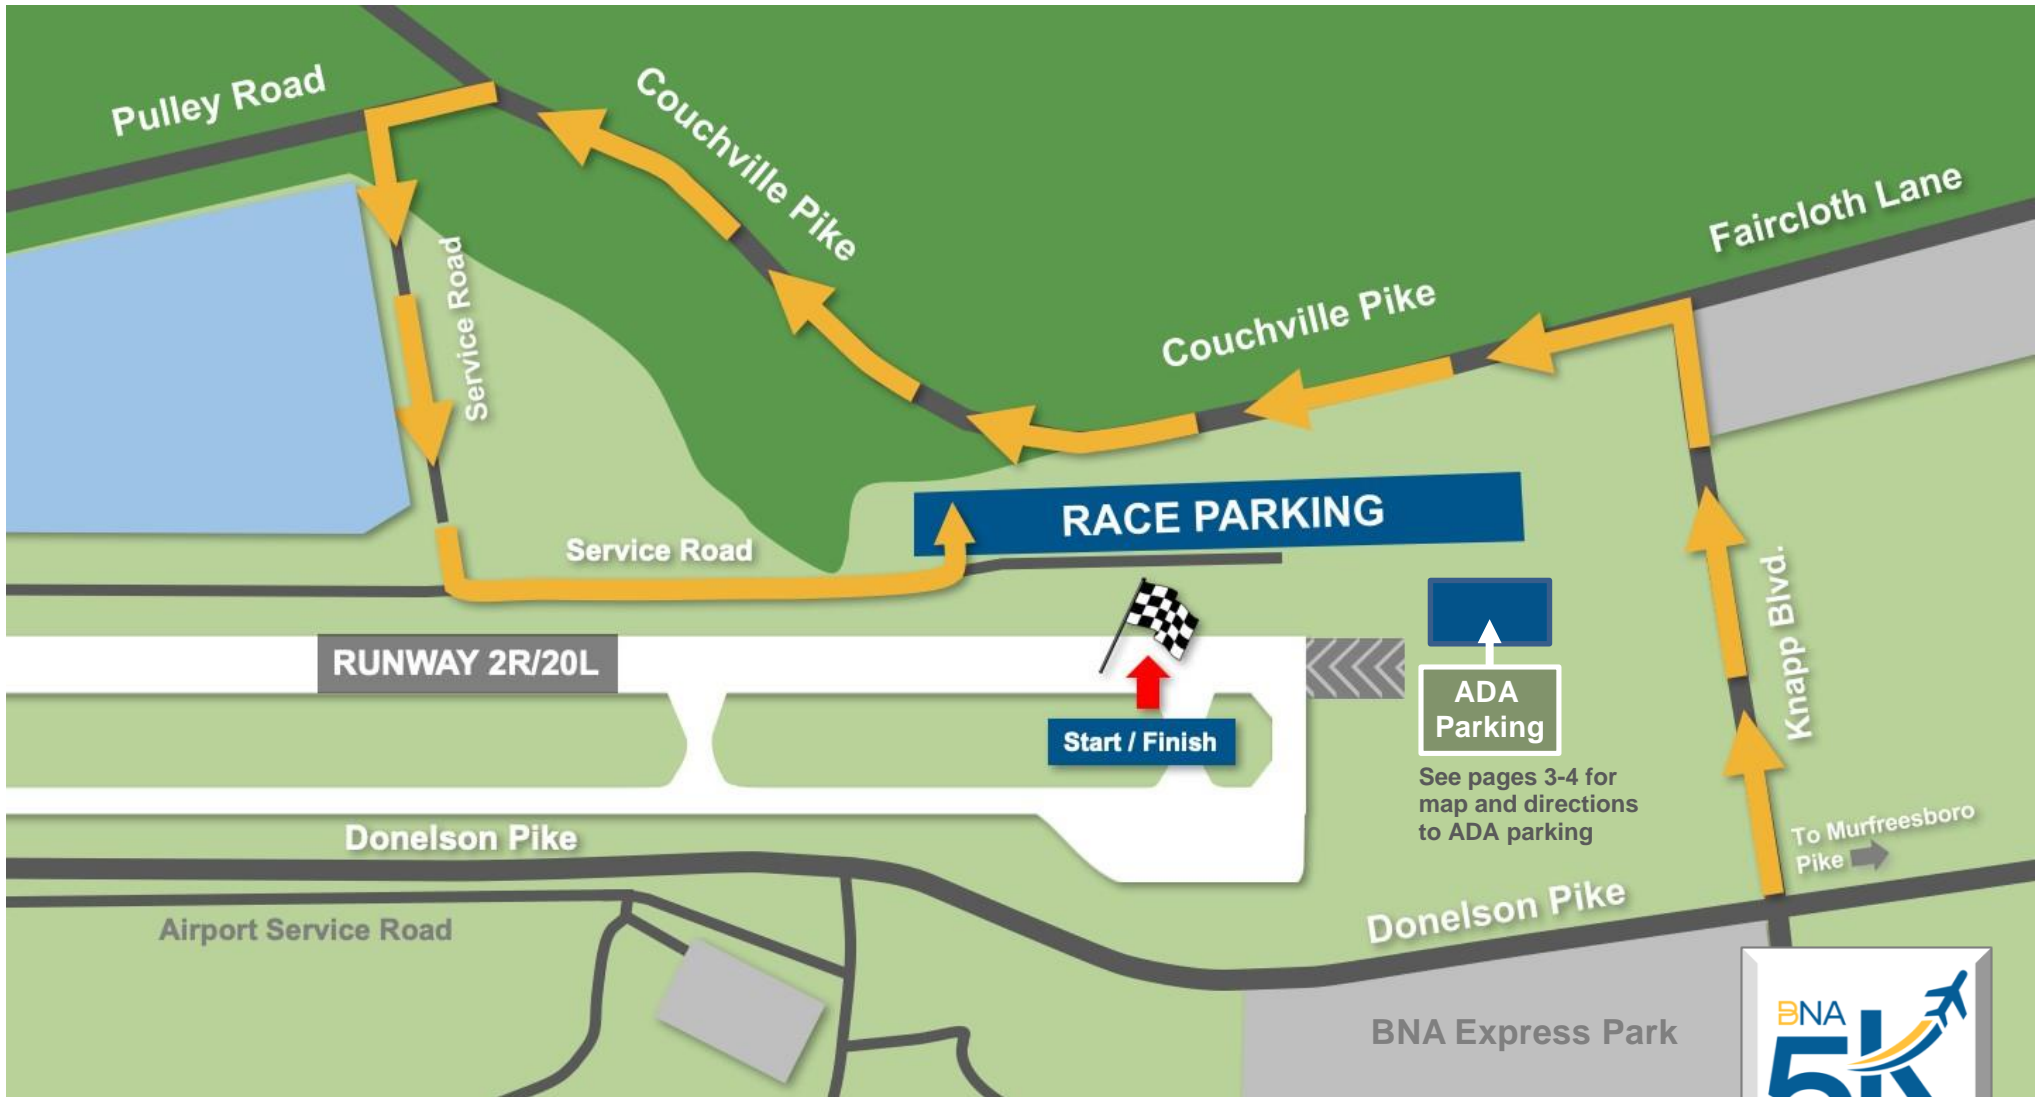 Pulley Road
Couchville Pike
Faircloth Lane
Service Road
Couchville Pike
RACE PARKING
Service Road
Knapp Blvd.
RUNWAY 2R/20L
ADA
Parking
Start / Finish
See pages 3-4 for
map and directions
to ADA parking
To Murfreesboro
Pike
Donelson Pike
Donelson Pike
Airport Service Road
BNA Express Park
BNA
5K